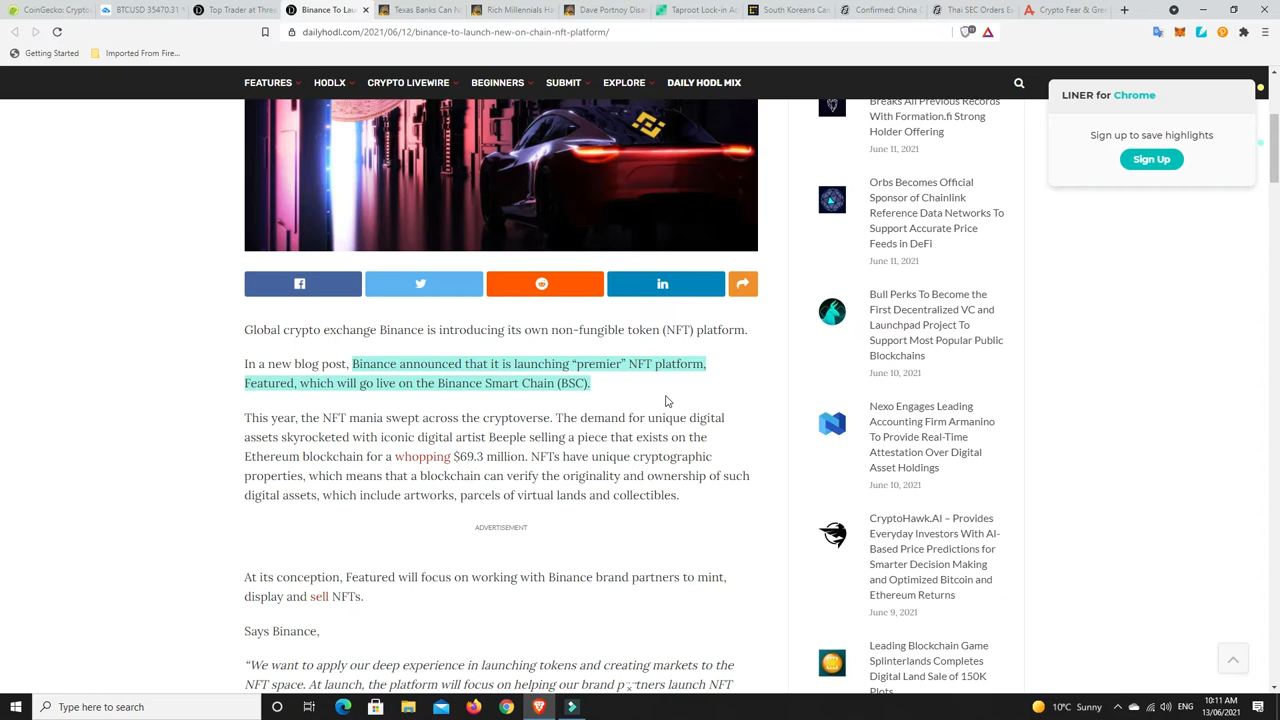 CoinGecko: Crypto
BTCUSD 35470.31
Top Trader at Three
Binance To Lau
Texas Banks Can No
Rich Millennials Ho
Dave Portnoy Disa
Taproot Lock-in A
South Koreans Can
Confirmed: China
Thai SEC Orders E
Crypto Fear & Gree
dailyhodl.com/2021/06/12/binance-to-launch-new-on-chain-nft-platform/
Getting Started
Imported From Fire...
FEATURES
HODLX
CRYPTO LIVEWIRE
BEGINNERS
SUBMIT
EXPLORE
DAILY HODL MIX
LINER for Chrome
Sign up to save highlights
Sign Up
Global crypto exchange Binance is introducing its own non-fungible token (NFT) platform.
In a new blog post, Binance announced that it is launching “premier” NFT platform,
Featured, which will go live on the Binance Smart Chain (BSC).
This year, the NFT mania swept across the cryptoverse. The demand for unique digital
assets skyrocketed with iconic digital artist Beeple selling a piece that exists on the
Ethereum blockchain for a whopping $69.3 million. NFTs have unique cryptographic
properties, which means that a blockchain can verify the originality and ownership of such
digital assets, which include artworks, parcels of virtual lands and collectibles.
ADVERTISEMENT
At its conception, Featured will focus on working with Binance brand partners to mint,
display and sell NFTs.
Says Binance,
“We want to apply our deep experience in launching tokens and creating markets to the
NFT space. At launch, the platform will focus on helping our brand partners launch NFT
Breaks All Previous Records
With Formation.fi Strong
Holder Offering
June 11, 2021
Orbs Becomes Official
Sponsor of Chainlink
Reference Data Networks To
Support Accurate Price
Feeds in DeFi
June 11, 2021
Bull Perks To Become the
First Decentralized VC and
Launchpad Project To
Support Most Popular Public
Blockchains
June 10, 2021
Nexo Engages Leading
Accounting Firm Armanino
To Provide Real-Time
Attestation Over Digital
Asset Holdings
June 10, 2021
CryptoHawk.AI – Provides
Everyday Investors With AI-
Based Price Predictions for
Smarter Decision Making
and Optimized Bitcoin and
Ethereum Returns
June 9, 2021
Leading Blockchain Game
Splinterlands Completes
Digital Land Sale of 150K
Plots
Type here to search
10°C Sunny
ENG
10:11 AM
13/06/2021